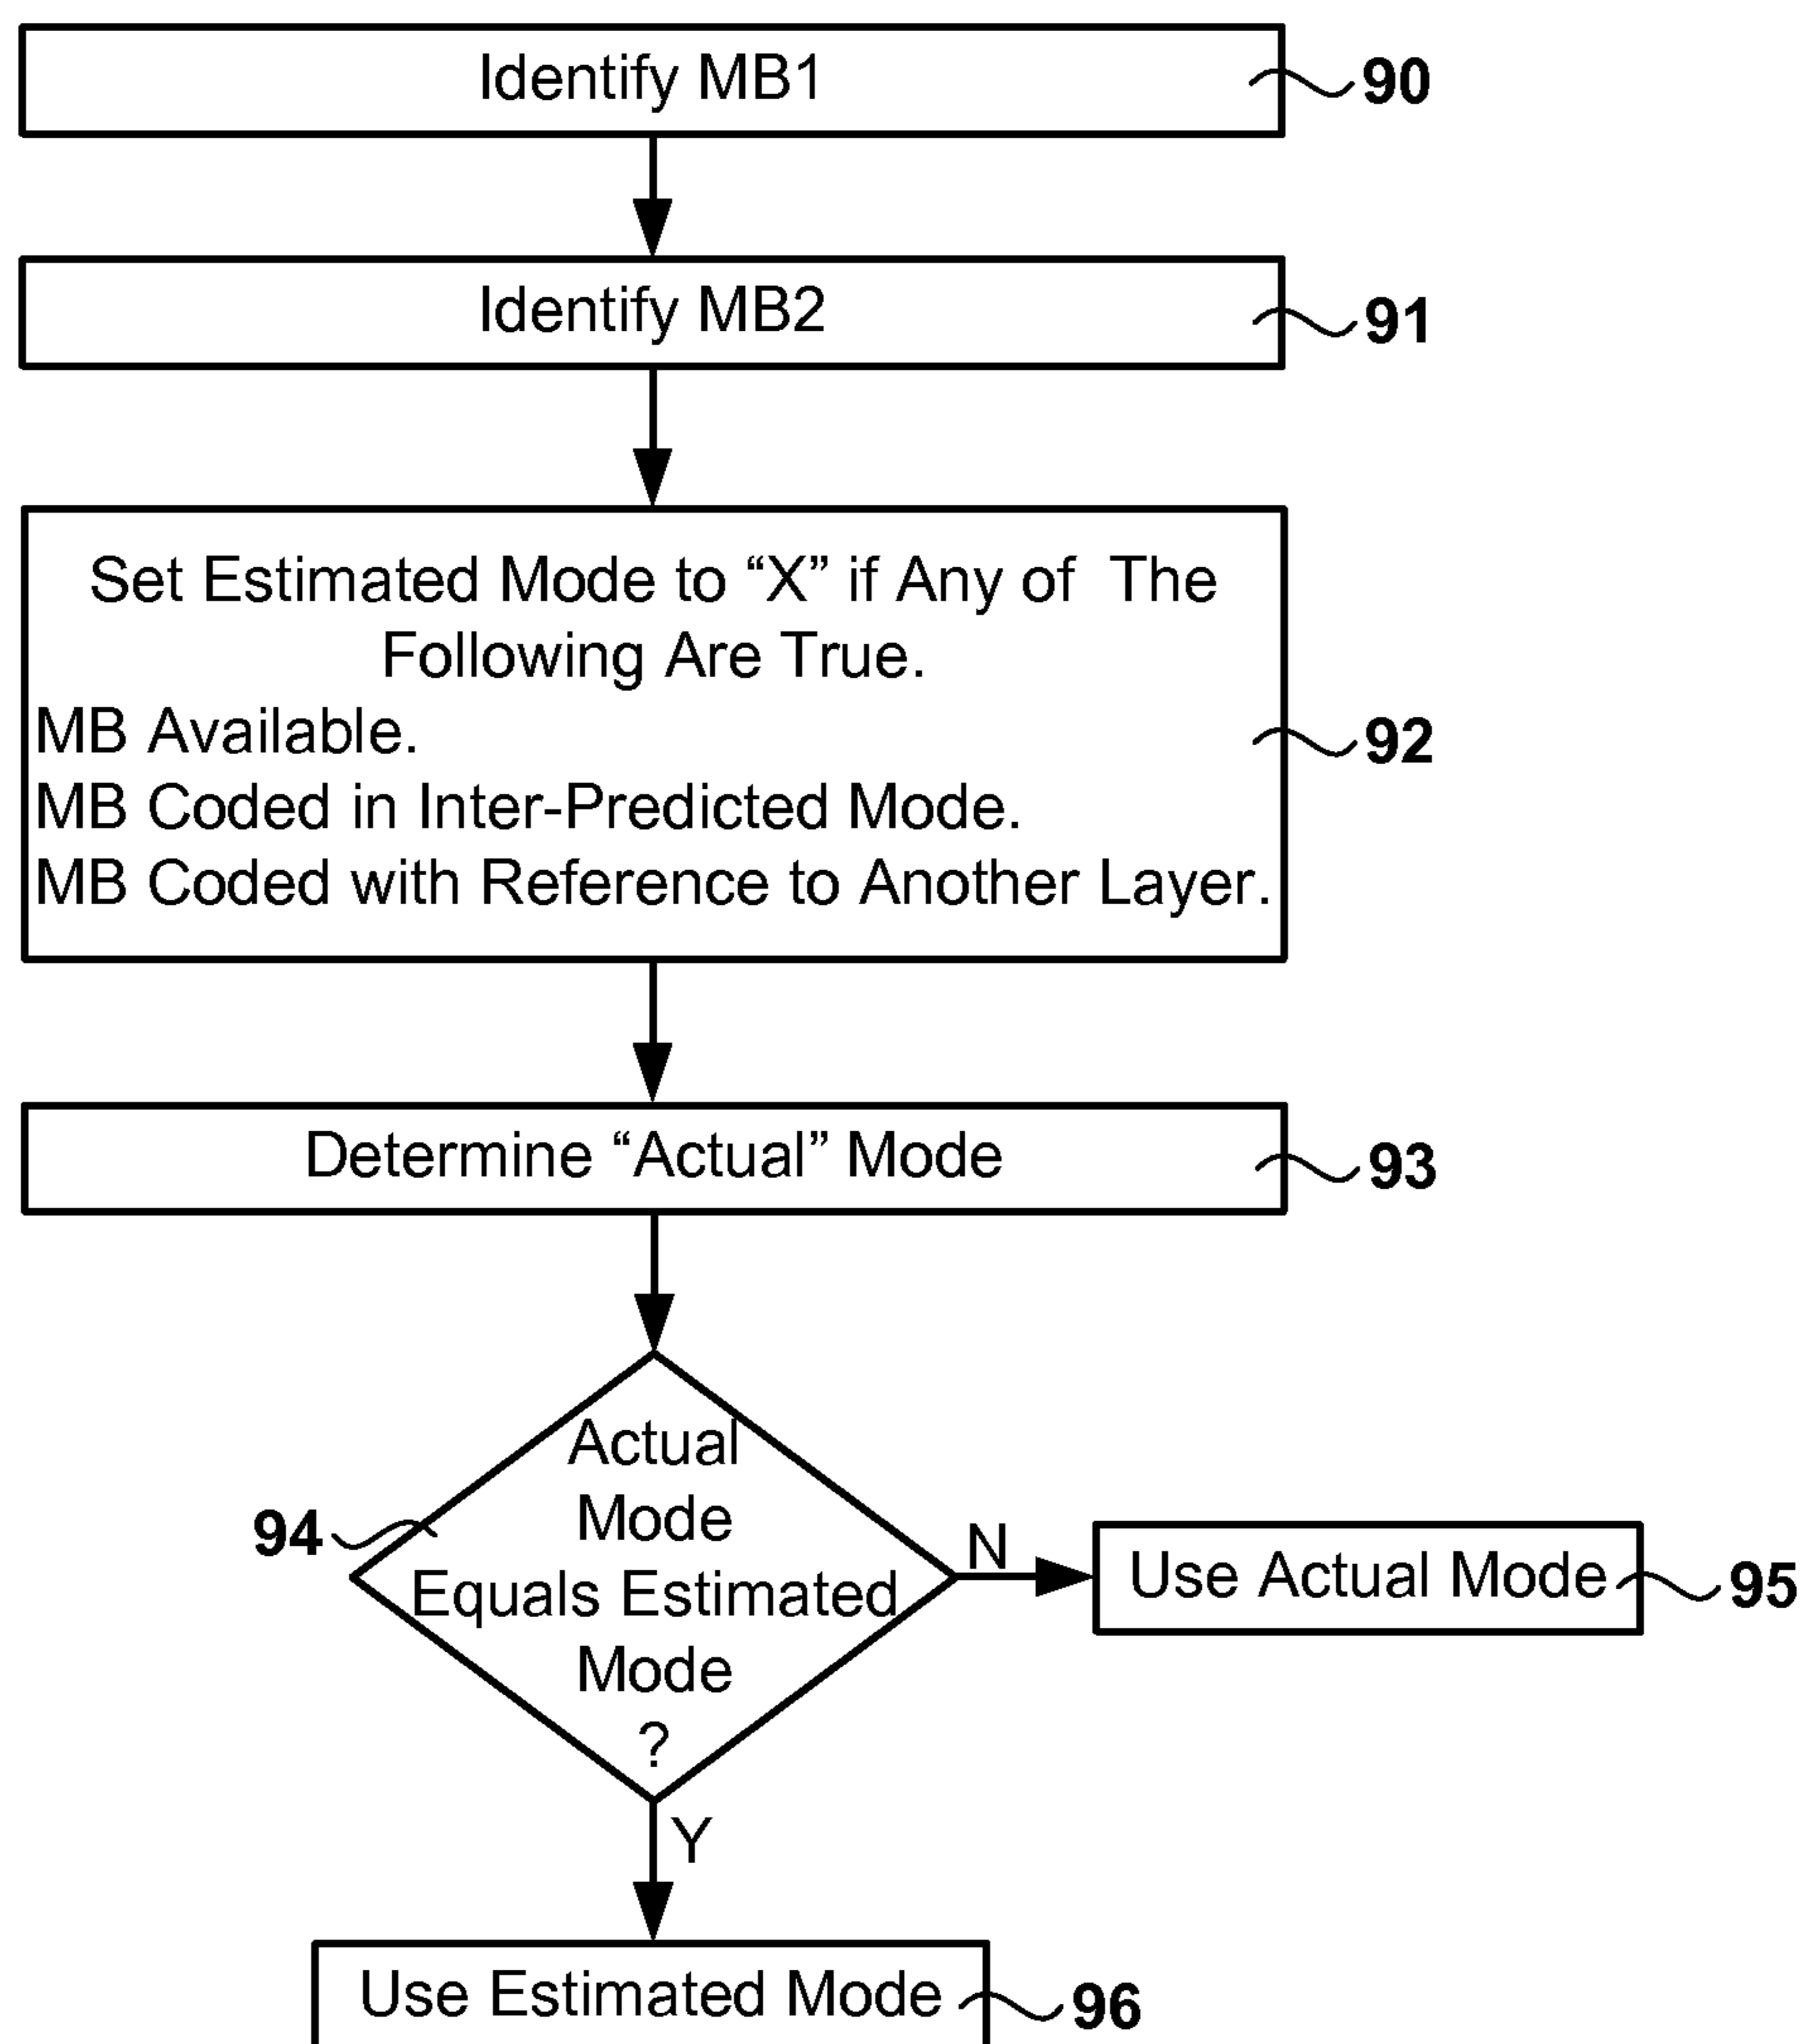 Identify MB1
90
Identify MB2
91
Set Estimated Mode to “X” if Any of The
Following Are True.
MB Available.
MB Coded in Inter-Predicted Mode.
MB Coded with Reference to Another Layer.
92
Determine “Actual” Mode
93
94
Actual
Mode
Equals Estimated
Mode
?
N
Use Actual Mode
95
Y
Use Estimated Mode
96